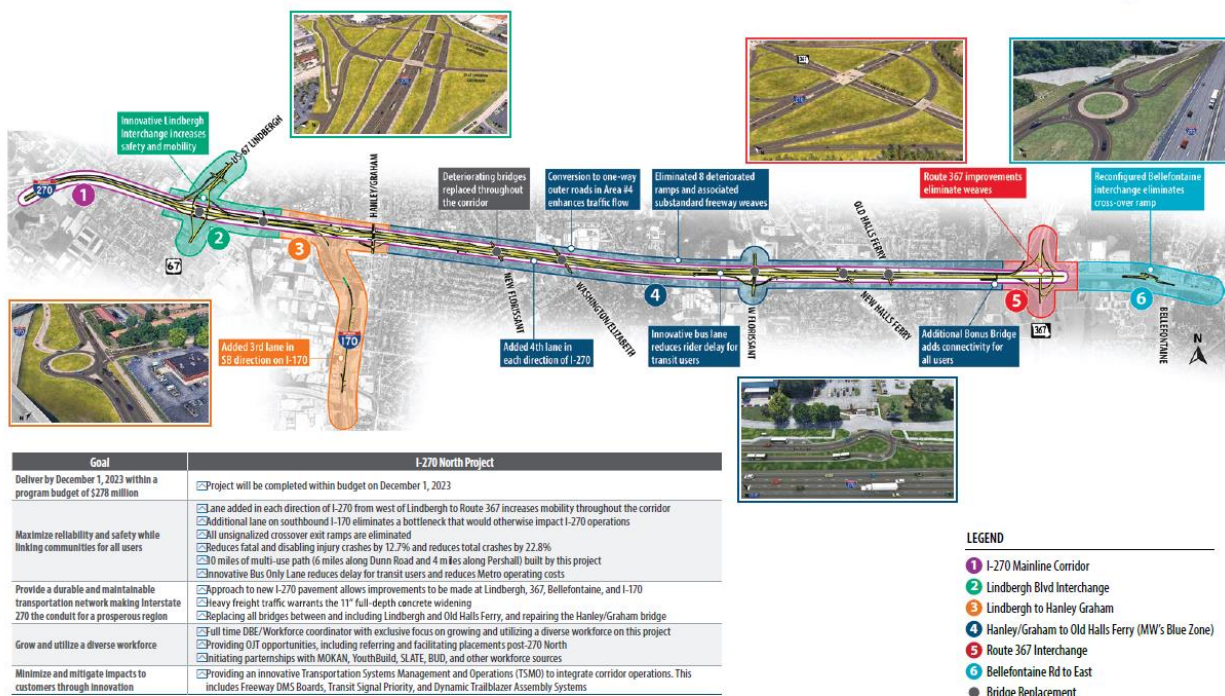 Innovative Lindbergh
Interchange increases
safety and mobility
US 67 LINDBERGH
HANLEY/GRAHAM
Deteriorating bridges
replaced throughout
the corridor
Conversion to one-way
outer roads in Area #4
enhances traffic flow
Eliminated 8 deteriorated
ramps and associated
substandard freeway weaves
OLD HALLS FERRY
Route 367 improvements
eliminate weaves
Reconfigured Bellefontaine
interchange eliminates
cross-over ramp
367
270
1
2
67
3
170
Added 3rd lane in
SB direction on I-170
NEW FLORISSANT
Added 4th lane in
each direction of I-270
WASHINGTON/ELIZABETH
4
Innovative bus lane
reduces rider delay for
transit users
W FLORISSANT
NEW HALLS FERRY
Additional Bonus Bridge
adds connectivity for
all users
5
367
6
BELLEFONTAINE
N
Goal
I-270 North Project
Deliver by December 1, 2023 within a
program budget of $278 million
Project will be completed within budget on December 1, 2023
Maximize reliability and safety while
linking communities for all users
Lane added in each direction of I-270 from west of Lindbergh to Route 367 increases mobility throughout the corridor
Additional lane on southbound I-170 eliminates a bottleneck that would otherwise impact I-270 operations
All unsignalized crossover exit ramps are eliminated
Reduces fatal and disabling injury crashes by 12.7% and reduces total crashes by 22.8%
10 miles of multi-use path (6 miles along Dunn Road and 4 miles along Pershall) built by this project
Innovative Bus Only Lane reduces delay for transit users and reduces Metro operating costs
Provide a durable and maintainable
transportation network making Interstate
270 the conduit for a prosperous region
Approach to new I-270 pavement allows improvements to be made at Lindbergh, 367, Bellefontaine, and I-170
Heavy freight traffic warrants the 11" full-depth concrete widening
Replacing all bridges between and including Lindbergh and Old Halls Ferry, and repairing the Hanley/Graham bridge
Grow and utilize a diverse workforce
Full time DBE/Workforce coordinator with exclusive focus on growing and utilizing a diverse workforce on this project
Providing OJT opportunities, including referring and facilitating placements post-270 North
Initiating parternships with MOKAN, YouthBuild, SLATE, BUD, and other workforce sources
Minimize and mitigate impacts to
customers through innovation
Providing an innovative Transportation Systems Management and Operations (TSMO) to integrate corridor operations. This
includes Freeway DMS Boards, Transit Signal Priority, and Dynamic Trailblazer Assembly Systems
LEGEND
1 I-270 Mainline Corridor
2 Lindbergh Blvd Interchange
3 Lindbergh to Hanley Graham
4 Hanley/Graham to Old Halls Ferry (MW's Blue Zone)
5 Route 367 Interchange
6 Bellefontaine Rd to East
Bridge Replacement